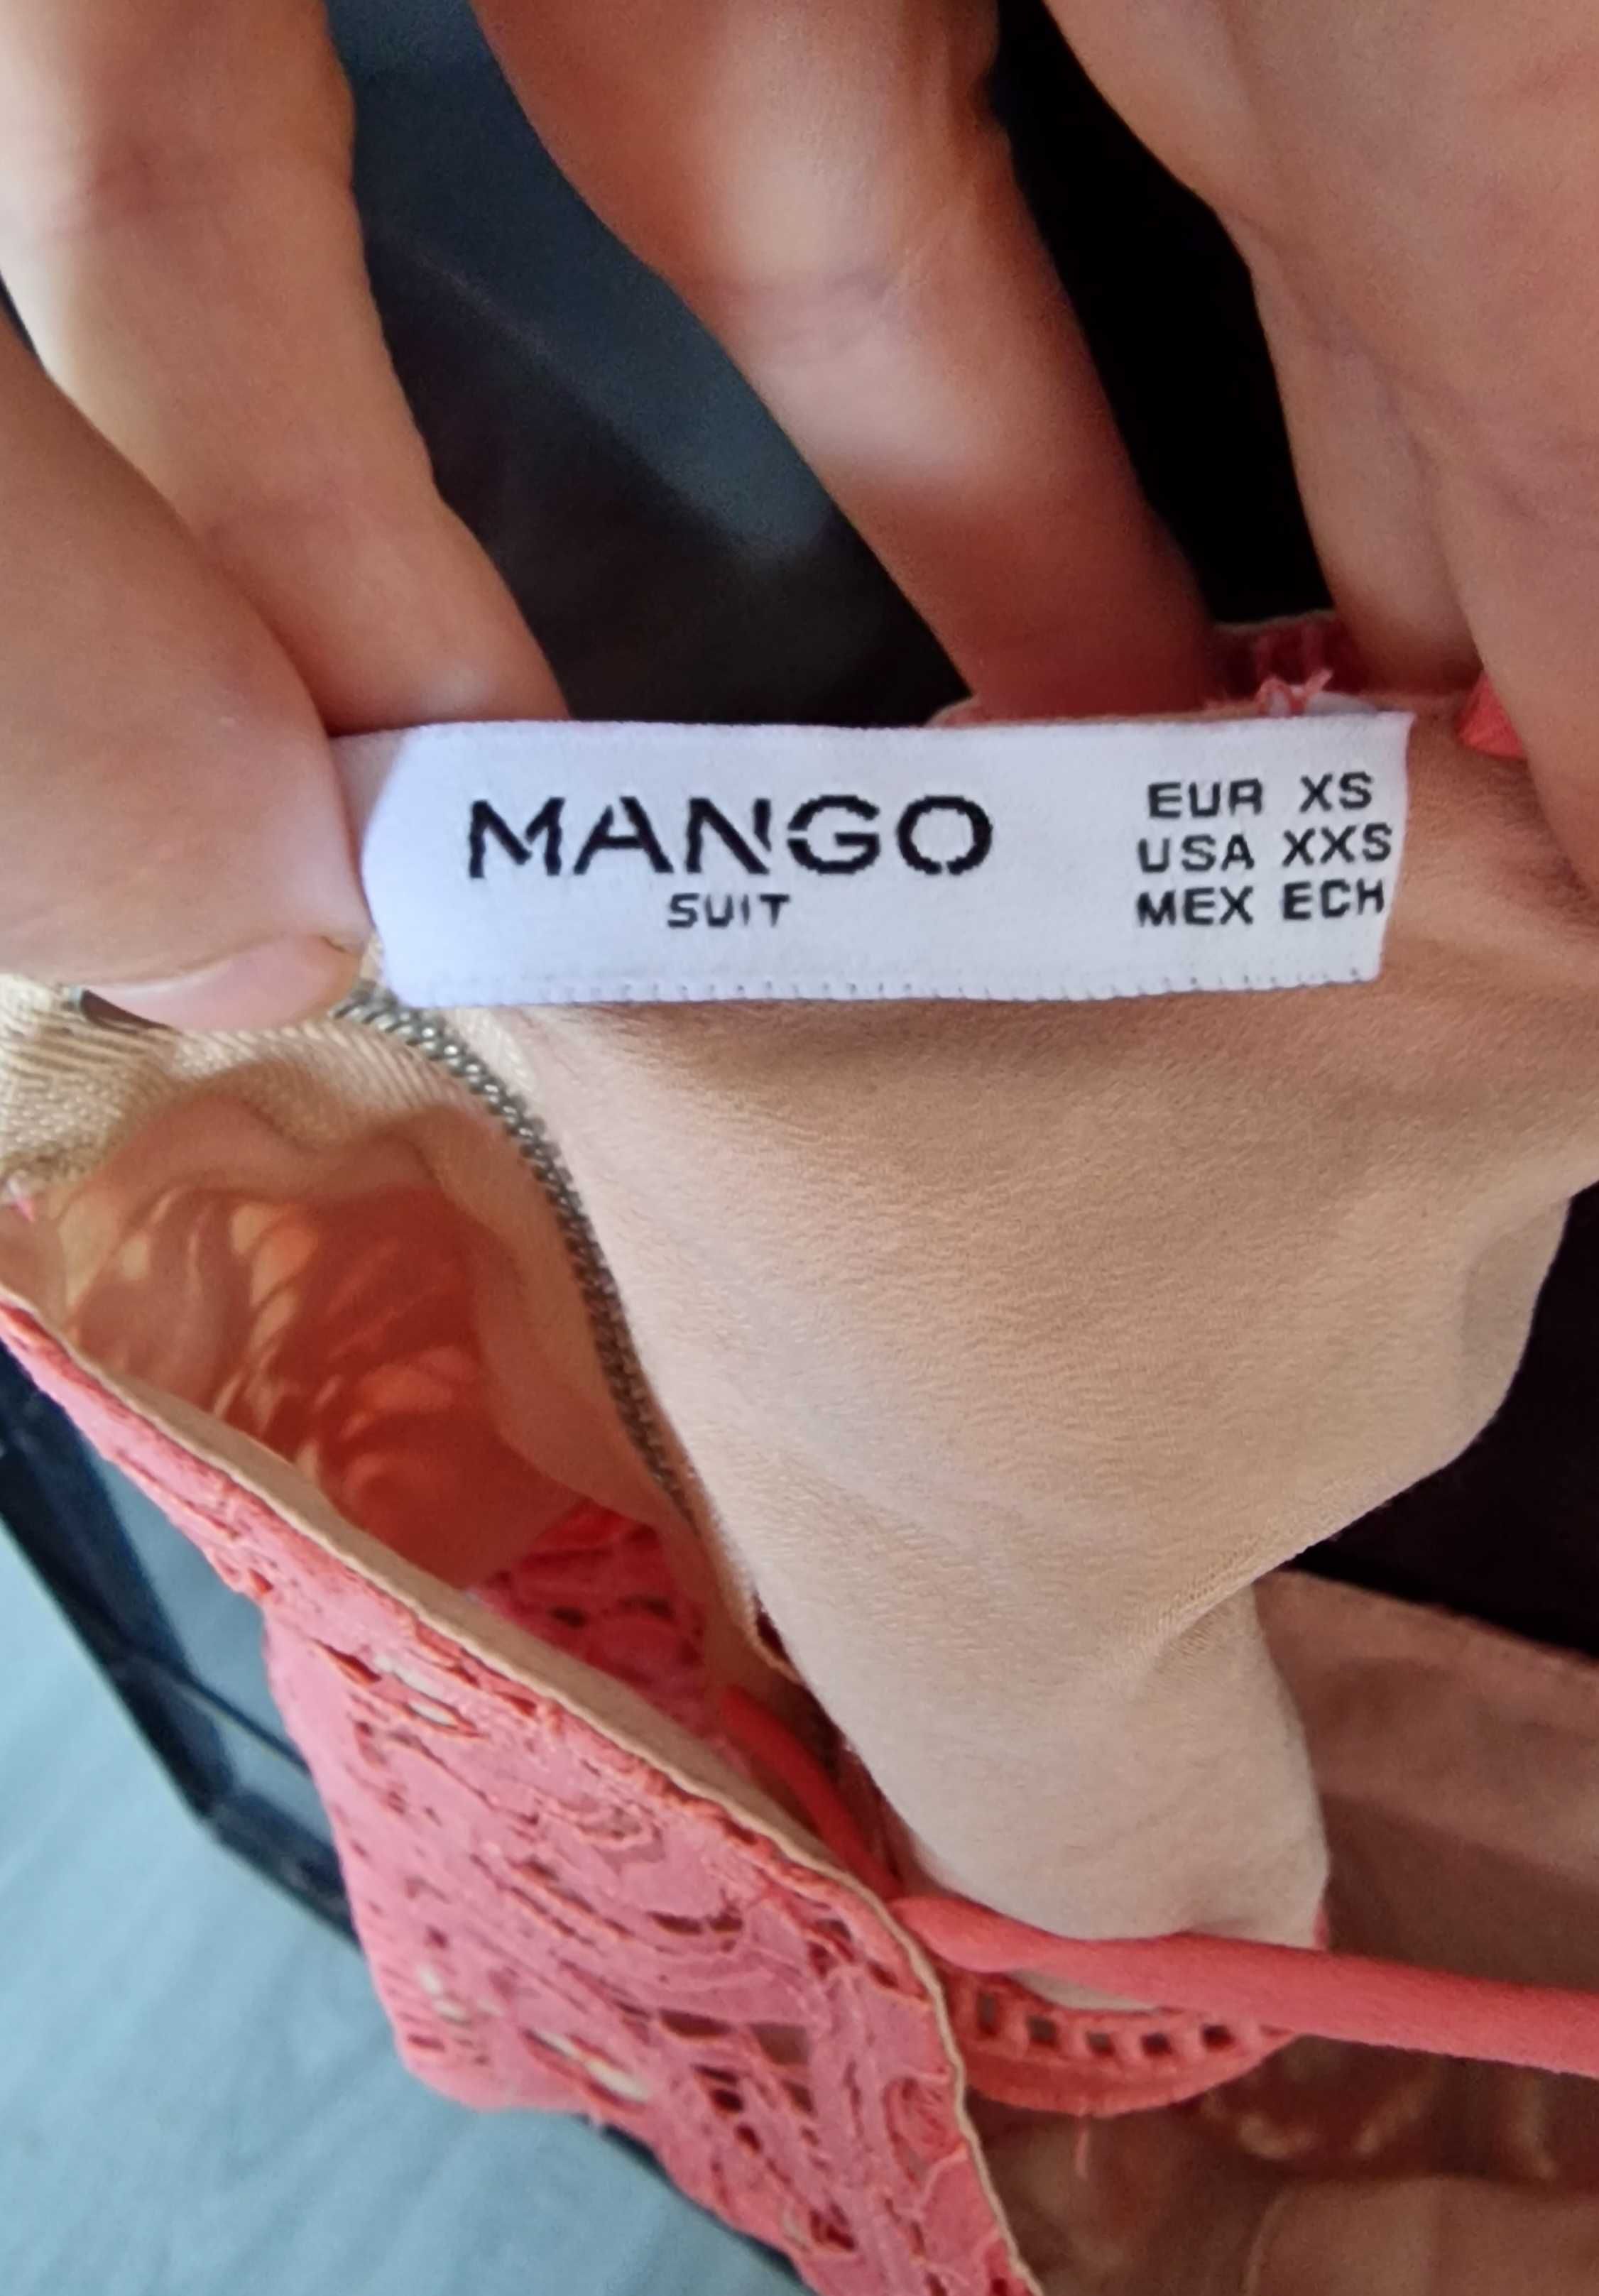 MANGO
SUIT
EUR XS
USA XXS
MEX ECH